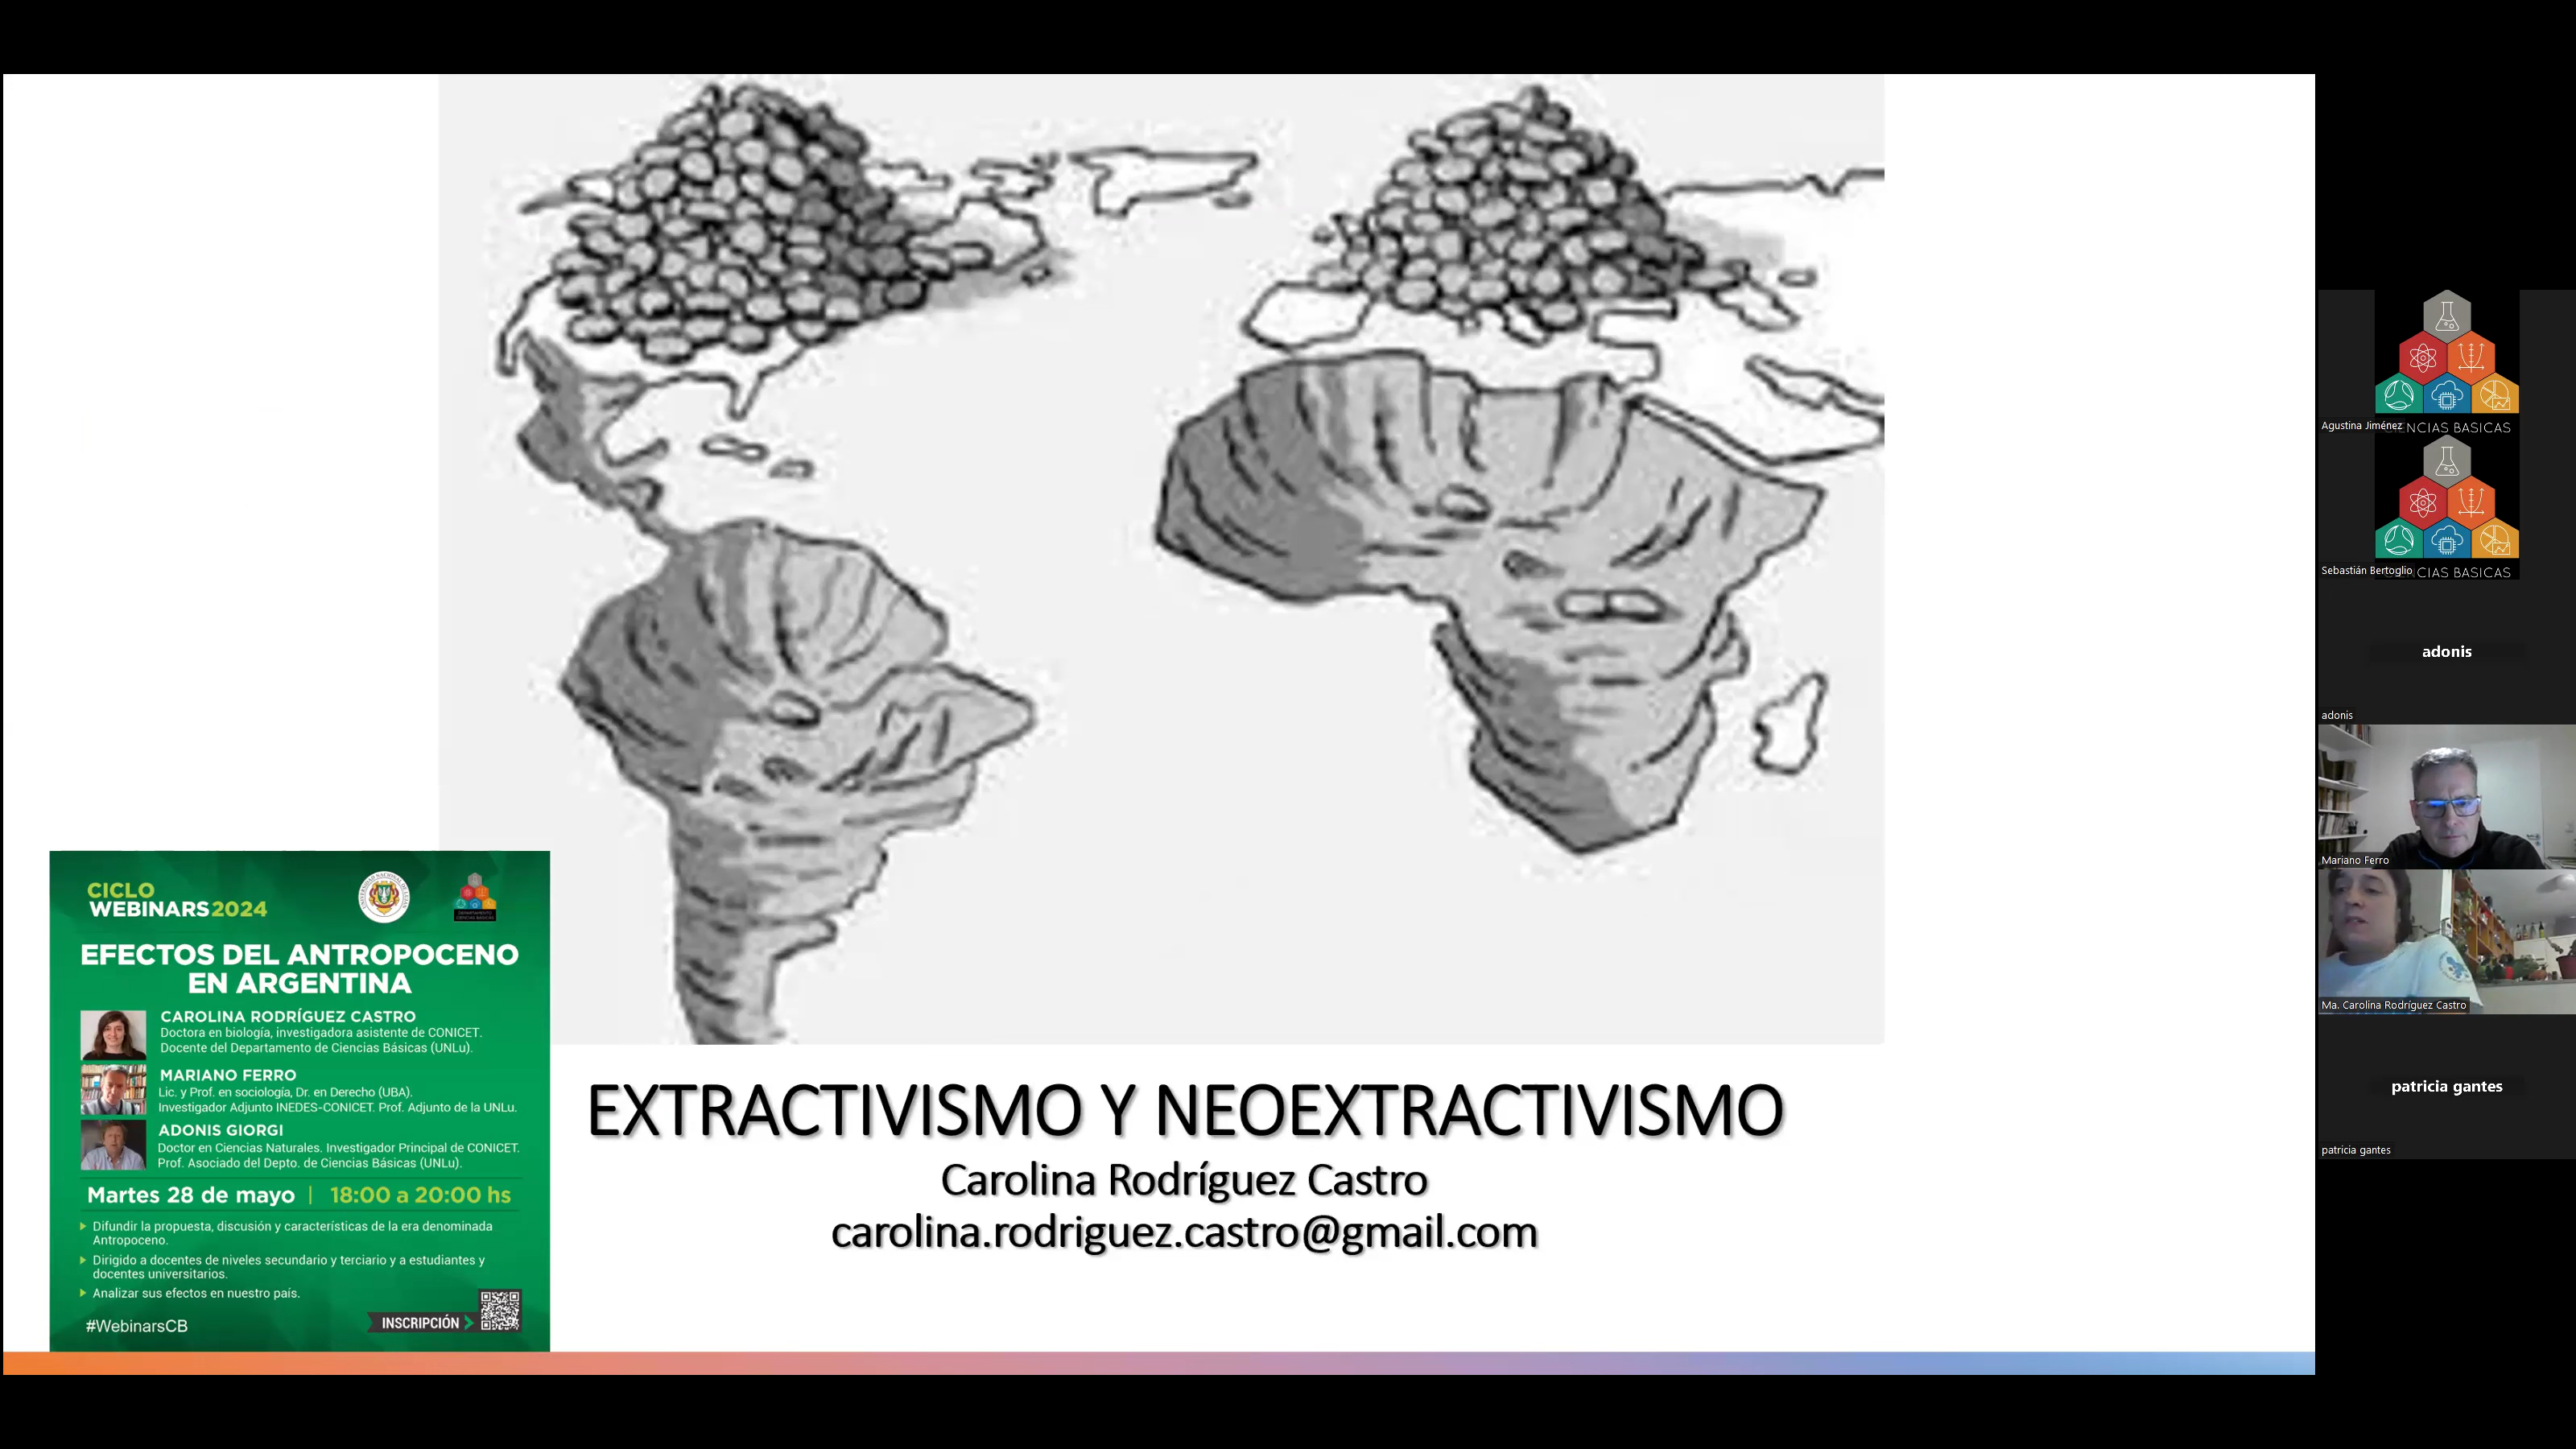 CICLO
WEBINARS 2024
EFECTOS DEL ANTROPOCENO
EN ARGENTINA
CAROLINA RODRÍGUEZ CASTRO
Doctora en biología, investigadora asistente de CONICET.
Docente del Departamento de Ciencias Básicas (UNLu).
MARIANO FERRO
Lic. y Prof. en sociología, Dr. en Derecho (UBA).
Investigador Adjunto INEDES-CONICET. Prof. Adjunto de la UNLu.
ADONIS GIORGI
Doctor en Ciencias Naturales. Investigador Principal de CONICET.
Prof. Asociado del Depto. de Ciencias Básicas (UNLu).
Martes 28 de mayo | 18:00 a 20:00 hs
Difundir la propuesta, discusión y características de la era denominada
Antropoceno.
Dirigido a docentes de niveles secundario y terciario y a estudiantes y
docentes universitarios.
Analizar sus efectos en nuestro país.
INSCRIPCIÓN
#WebinarsCB
EXTRACTIVISMO Y NEOEXTRACTIVISMO
Carolina Rodríguez Castro
carolina.rodriguez.castro@gmail.com
Agustina Jiménez
NCIAS BASICAS
Sebastián Bertoglio
NCIAS BASICAS
adonis
adonis
Mariano Ferro
Ma. Carolina Rodríguez Castro
patricia gantes
patricia gantes